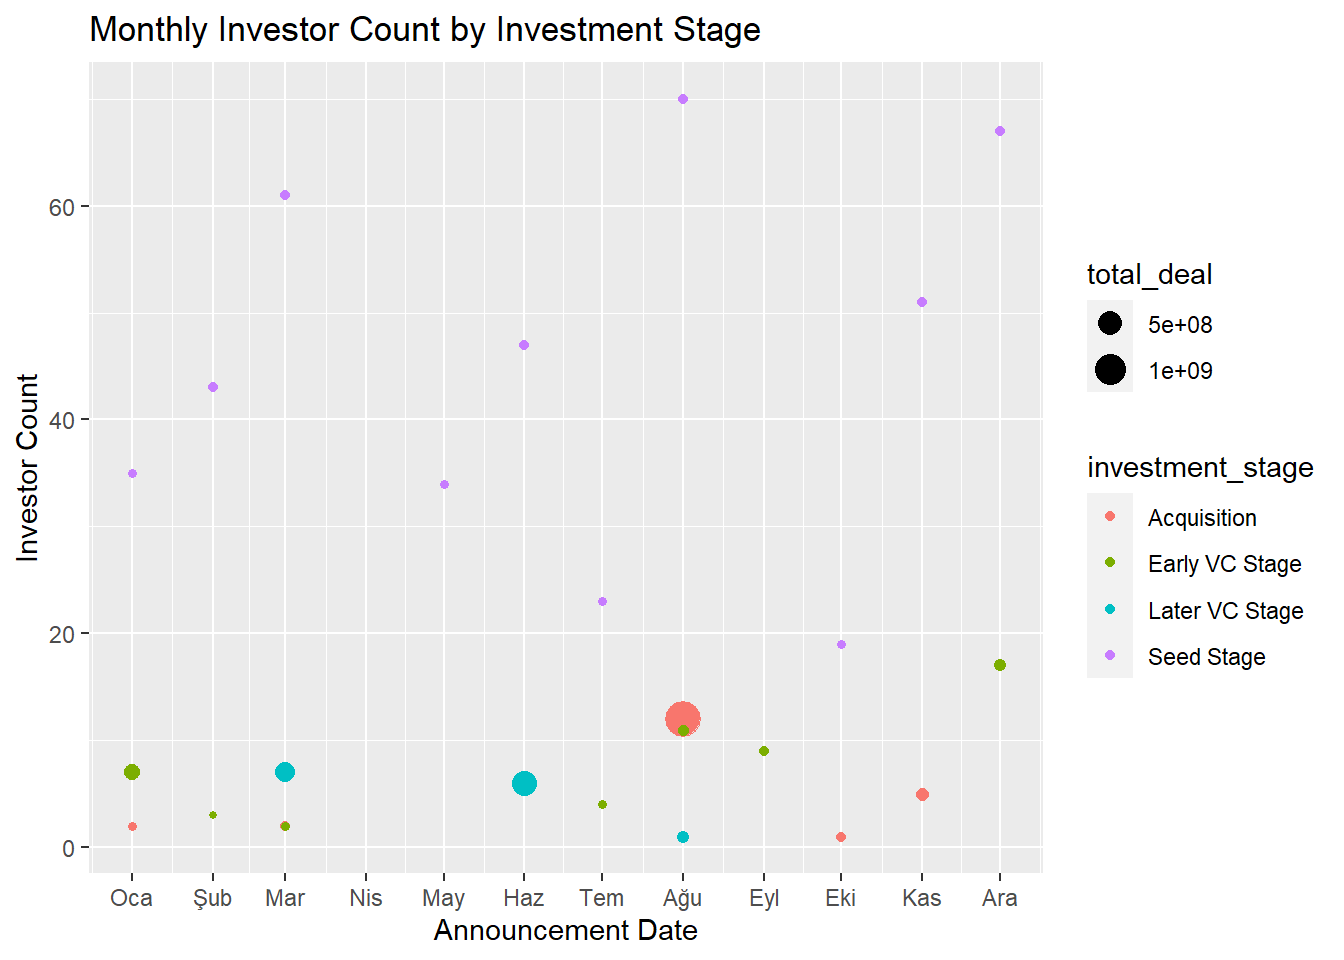 Monthly Investor Count by Investment Stage
60
40
20
0
Investor Count
Oca Şub Mar Nis May Haz Tem Ağu Eyl Eki Kas Ara
Announcement Date
total_deal
5e+08
1e+09
investment_stage
Acquisition
Early VC Stage
Later VC Stage
Seed Stage